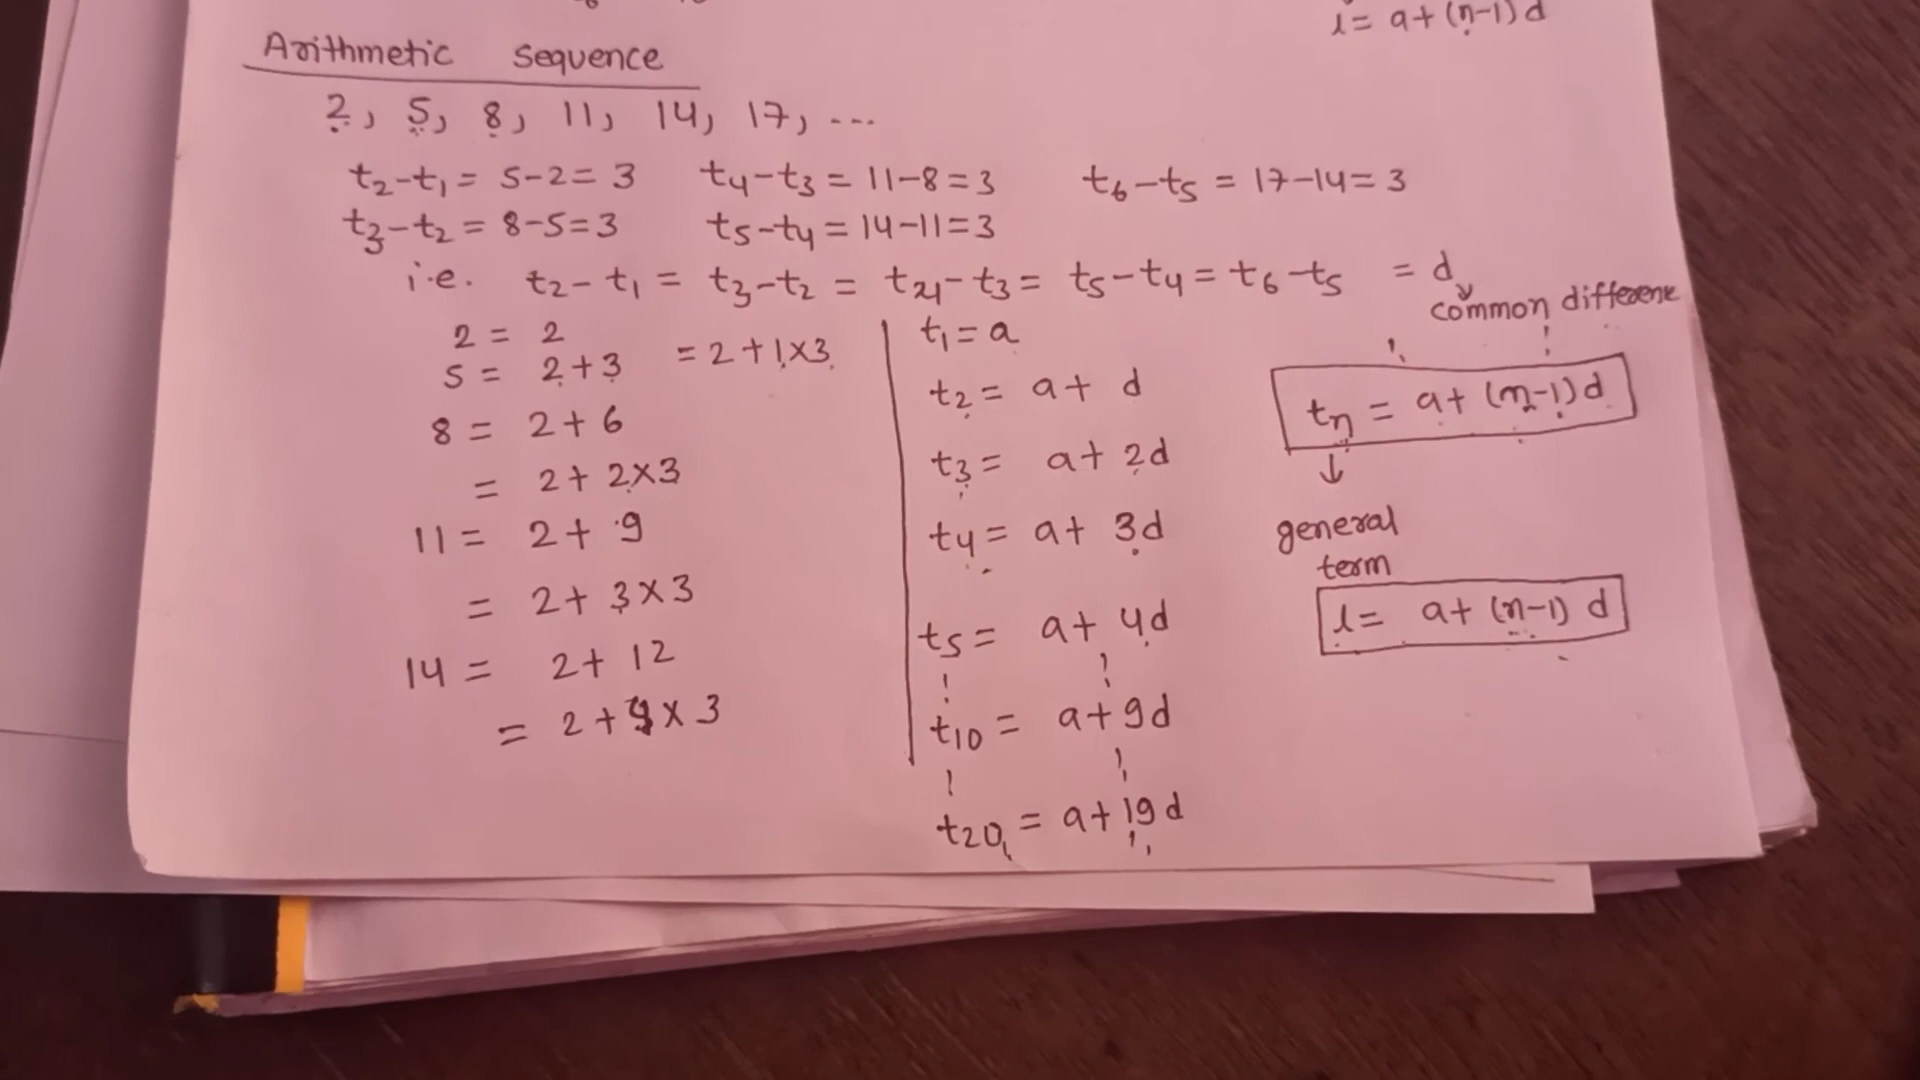 l = a + (n-1) d
Arithmetic Sequence
2, 5, 8, 11, 14, 17, ...
t₂-t₁ = 5-2 = 3 t₄-t₃ = 11-8 = 3 t₆-t₅ = 17-14 = 3
t₃-t₂ = 8-5 = 3 t₅-t₄ = 14-11 = 3
i.e. t₂-t₁ = t₃-t₂ = t₄-t₃ = t₅-t₄ = t₆-t₅ = d
common difference
2 = 2
5 = 2+3 = 2+1×3
8 = 2+6
= 2+2×3
11 = 2+9
= 2+3×3
14 = 2+12
= 2+4×3
t₁ = a
t₂ = a+ d
t₃ = a+ 2d
t₄ = a+ 3d
t₅ = a+ 4d
t₁₀ = a+9d
t₂₀ = a+19d
tₙ = a+ (n-1)d
↓
general
term
l = a+ (n-1) d